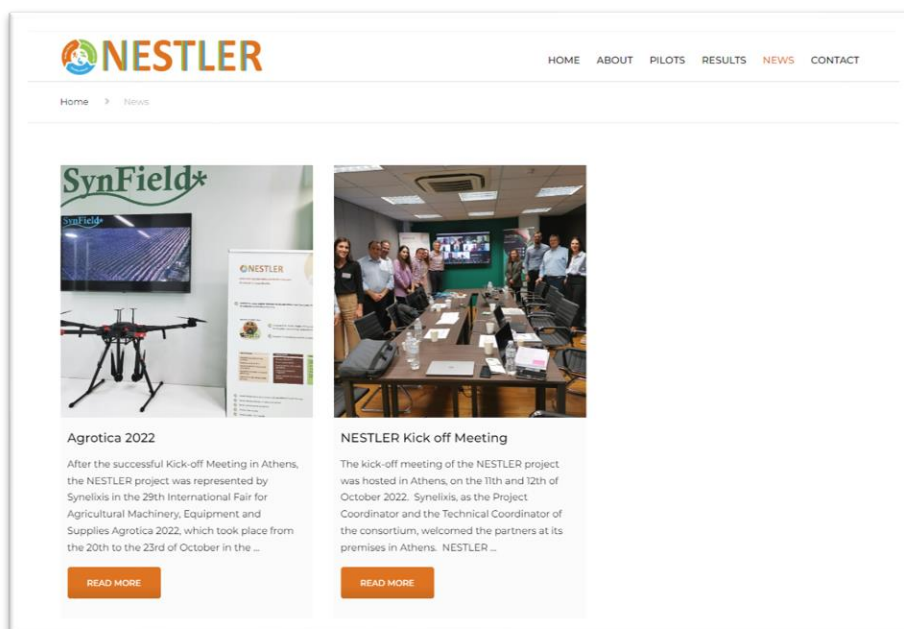 NESTLER
HOME ABOUT PILOTS RESULTS NEWS CONTACT
Home > News
SynField*
SynField*
NESTLER
Agrotica 2022
After the successful Kick-off Meeting in Athens,
the NESTLER project was represented by
Synelixis in the 29th International Fair for
Agricultural Machinery, Equipment and
Supplies Agrotica 2022, which took place from
the 20th to the 23rd of October in the ...
READ MORE
NESTLER Kick off Meeting
The kick-off meeting of the NESTLER project
was hosted in Athens, on the 11th and 12th of
October 2022. Synelixis, as the Project
Coordinator and the Technical Coordinator of
the consortium, welcomed the partners at its
premises in Athens. NESTLER ...
READ MORE